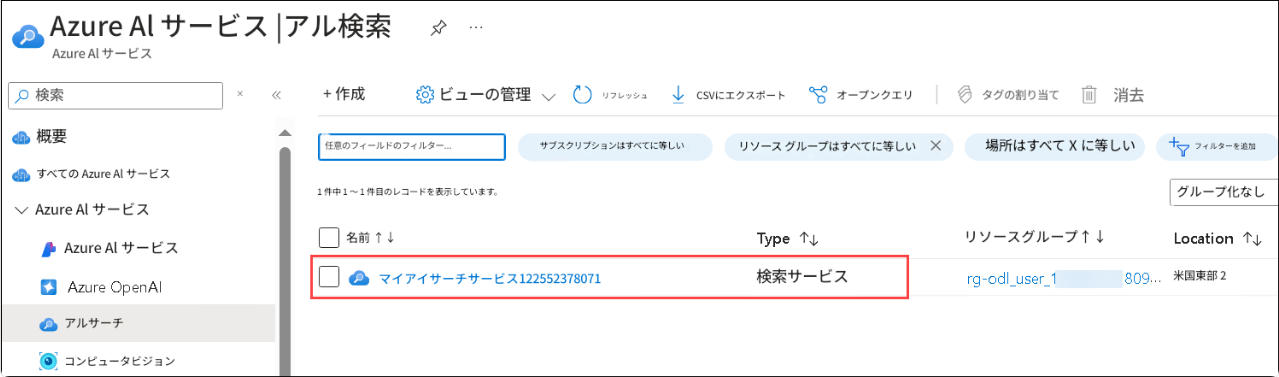 Azure Al サービス |アル検索 ...
Azure Al サービス
検索 × «
+ 作成 ビューの管理 リフレッシュ CSVにエクスポート オープンクエリ タグの割り当て 消去
概要
任意のフィールドのフィルター... サブスクリプションはすべてに等しい リソース グループはすべてに等しい × 場所はすべて X に等しい フィルターを追加
すべての Azure Al サービス
1 件中 1 ～ 1 件目のレコードを表示しています。 グループ化なし
Azure Al サービス
名前 ↑↓ Type ↑↓ リソースグループ↑↓ Location ↑↓
Azure Al サービス
マイアイサーチサービス122552378071 検索サービス rg-odl_user_1 809... 米国東部 2
Azure OpenAI
アルサーチ
コンピュータビジョン